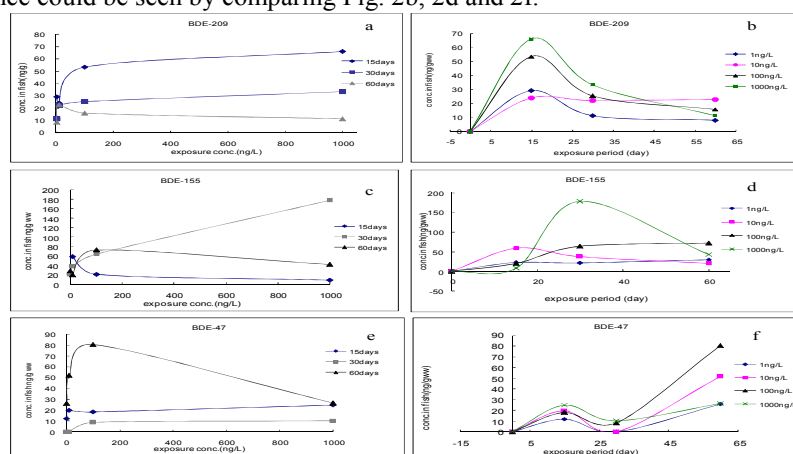 nce could be seen by comparing Fig. 2b, 2d and 2f.
BDE-209
a
conc.in fish(ng/g)
80
70
60
50
40
30
20
10
0
0 200 400 600 800 1000
exposure conc.(ng/L)
15days
30days
60days
BDE-209
b
conc.in fish(ng/gww)
70
60
50
40
30
20
10
0
-5 5 15 25 35 45 55 65
exposure period (day)
1ng/L
10ng/L
100ng/L
1000ng/L
BDE-155
c
conc.in fish(ng/g ww
200
180
160
140
120
100
80
60
40
20
0
0 200 400 600 800 1000
exposure conc.(ng/L)
15days
30days
60days
BDE-155
d
conc.in fish(ng/gww)
200
150
100
50
0
-50
0 20 40 60
exposure period (day)
1ng/L
10ng/L
100ng/L
1000ng/L
BDE-47
e
conc. in fish/ng/g ww
90
80
70
60
50
40
30
20
10
0
0 200 400 600 800 1000
exposure conc.(ng/L)
15days
30days
60days
BDE-47
f
conc.in fish(ng/gww)
90
80
70
60
50
40
30
20
10
0
-15 5 25 45 65
exposure period (day)
1ng/L
10ng/L
100ng/L
1000ng/L